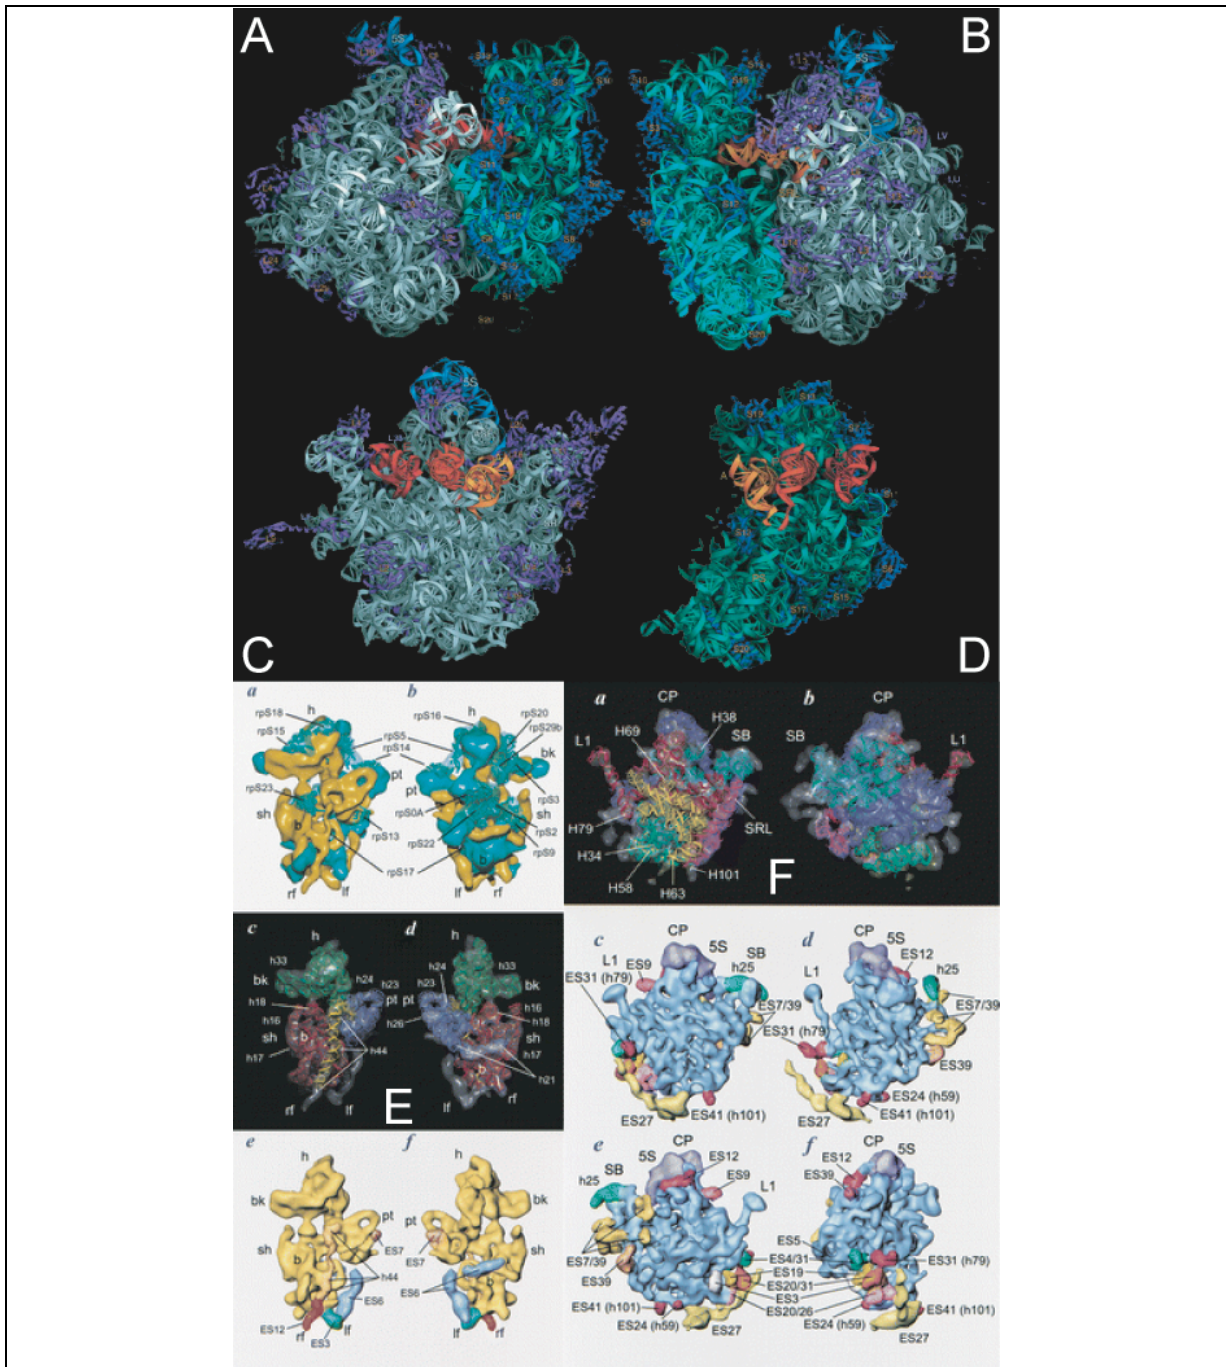 A
B
5S
5S
LV
5S
A
C
D
a
b
rpS18
h
rpS15
rpS5
rpS14
rpS23
pt
sh
b
rpS13
rpS17
rf
lf
rpS16
h
rpS20
rpS29b
bk
pt
rpS3
rpS0A
sh
rpS2
rpS22
rpS9
b
lf
rf
a
CP
b
CP
H38
H69
SB
SB
L1
L1
H79
SRL
H34
H101
F
H58
H63
c
h
d
h
h33
h24
h23
bk
h24
h33
h23
bk
h18
pt
pt
h16
h16
h26
h18
sh
b
sh
h17
h44
h17
b
h21
rf
lf
E
lf
rf
e
h
f
h
bk
bk
pt
pt
sh
ES7
sh
b
ES7
b
h44
ES6
ES6
ES12
rf
lf
ES3
lf
rf
c
CP
5S
d
CP
5S
SB
ES12
L1
ES9
h25
L1
h25
ES31 (h79)
ES7/39
ES7/39
ES31 (h79)
ES39
ES24 (h59)
ES27
ES41 (h101)
ES41 (h101)
ES27
e
CP
f
CP
5S
5S
ES12
ES12
SB
ES9
ES39
h25
L1
ES5
ES7/39
ES4/31
ES31 (h79)
ES19
ES39
ES20/31
ES3
ES41 (h101)
ES20/26
ES41 (h101)
ES24 (h59)
ES27
ES24 (h59)
ES27